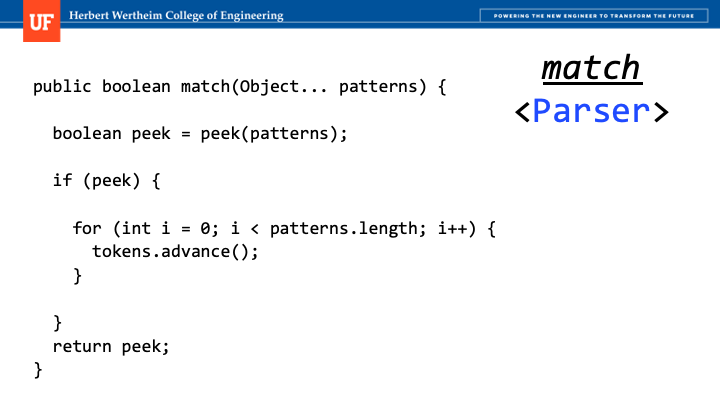 UF Herbert Wertheim College of Engineering
POWERING THE NEW ENGINEER TO TRANSFORM THE FUTURE
match
<Parser>
public boolean match(Object... patterns) {
boolean peek = peek(patterns);
if (peek) {
for (int i = 0; i < patterns.length; i++) {
tokens.advance();
}
}
return peek;
}